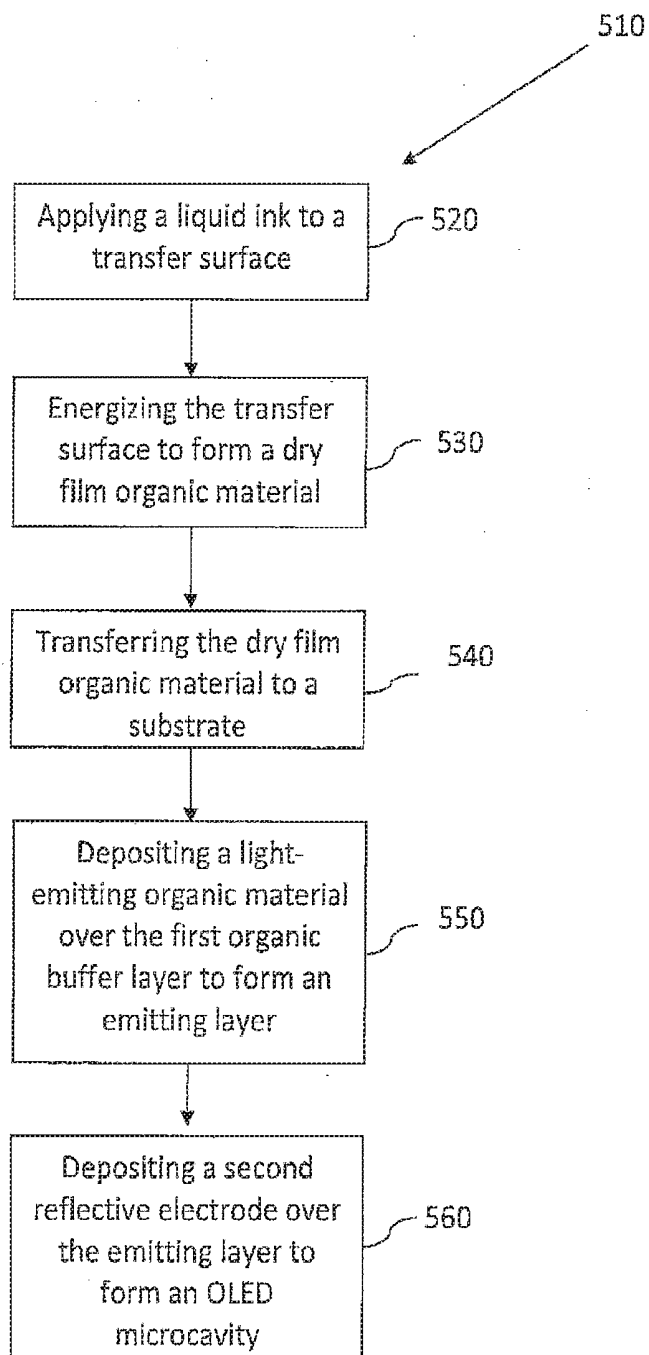 510
Applying a liquid ink to a
transfer surface
520
Energizing the transfer
surface to form a dry
film organic material
530
Transferring the dry film
organic material to a
substrate
540
Depositing a light-
emitting organic material
over the first organic
buffer layer to form an
emitting layer
550
Depositing a second
reflective electrode over
the emitting layer to
form an OLED
microcavity
560